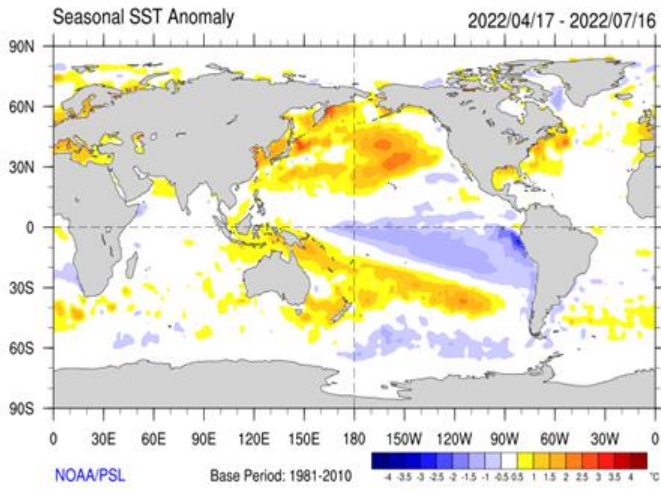 Seasonal SST Anomaly 2022/04/17 - 2022/07/16
90N
60N
30N
0
30S
60S
90S
0 30E 60E 90E 120E 150E 180 150W 120W 90W 60W 30W 0
NOAA/PSL Base Period: 1981-2010
-4 -3.5 -3 -2.5 -2 -1.5 -1 -0.5 0.5 1 1.5 2 2.5 3 3.5 4 °C